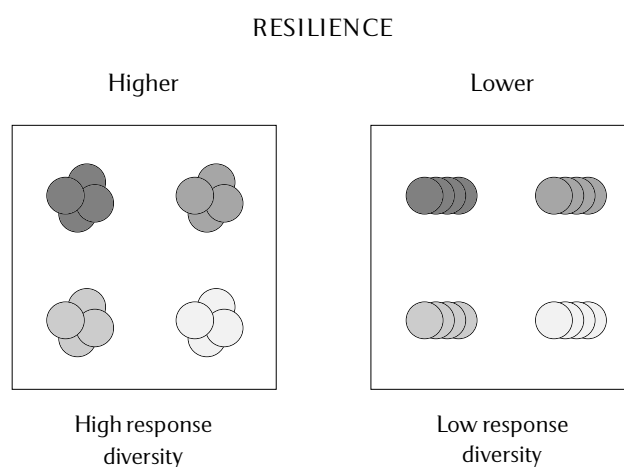 RESILIENCE
Higher
Lower
High response
diversity
Low response
diversity